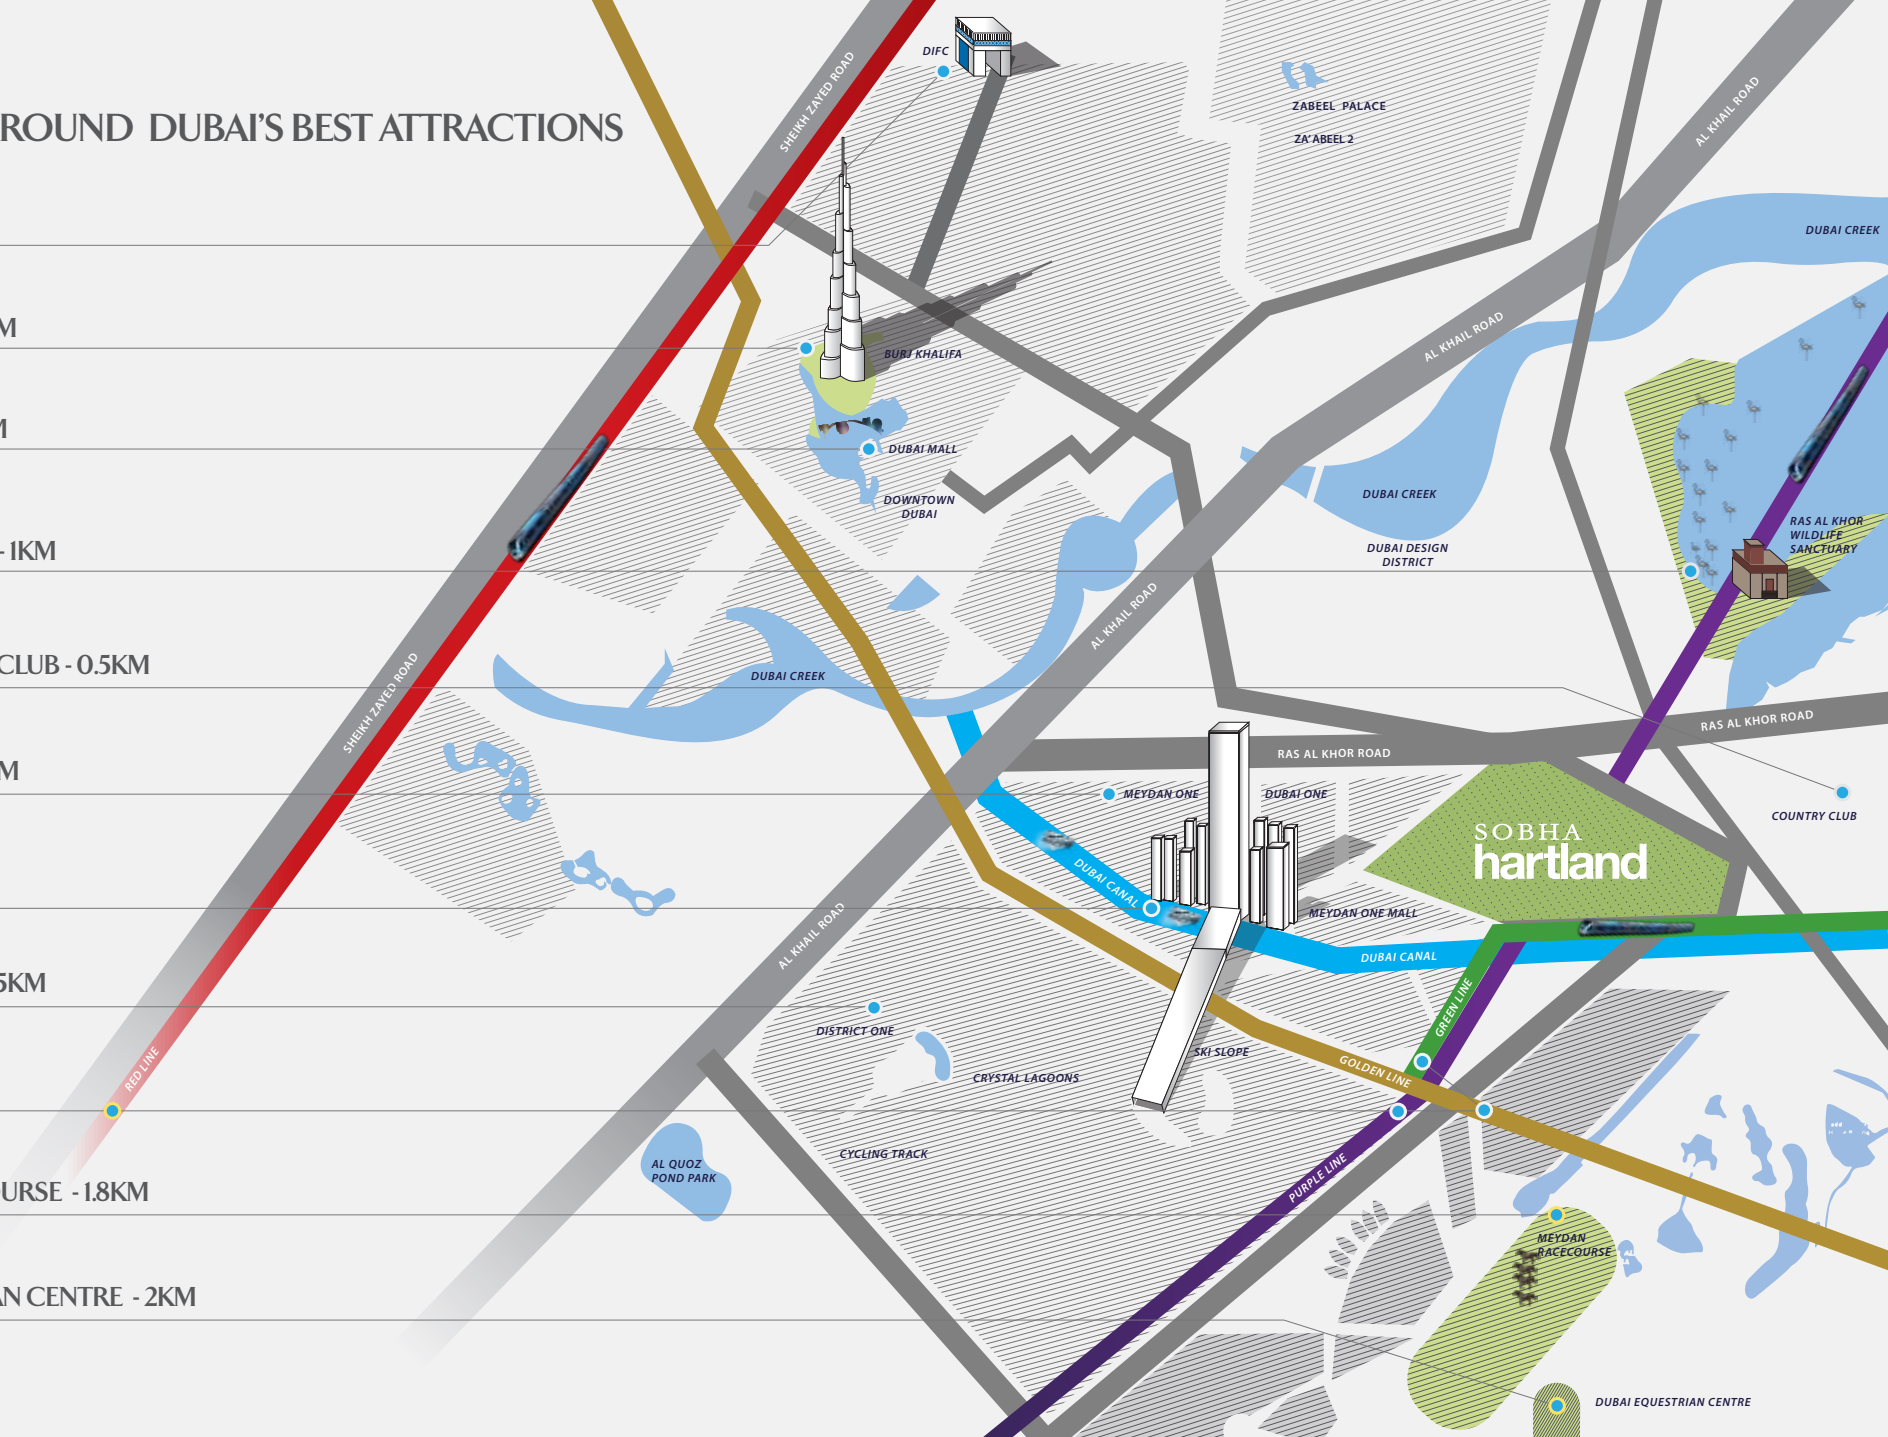 ROUND DUBAI'S BEST ATTRACTIONS
M
M
- 1KM
CLUB - 0.5KM
M
5KM
OURSE - 1.8KM
AN CENTRE - 2KM
DIFC
SHEIKH ZAYED ROAD
ZABEEL PALACE
ZA'ABEEL 2
AL KHAIL ROAD
DUBAI CREEK
AL KHAIL ROAD
BURJ KHALIFA
DUBAI MALL
DOWNTOWN
DUBAI
DUBAI CREEK
DUBAI DESIGN
DISTRICT
RAS AL KHOR
WILDLIFE
SANCTUARY
AL KHAIL ROAD
SHEIKH ZAYED ROAD
DUBAI CREEK
RAS AL KHOR ROAD
RAS AL KHOR ROAD
MEYDAN ONE
DUBAI ONE
COUNTRY CLUB
SOBHA
hartland
DUBAI CANAL
MEYDAN ONE MALL
AL KHAIL ROAD
DUBAI CANAL
GREEN LINE
DISTRICT ONE
SKI SLOPE
CRYSTAL LAGOONS
GOLDEN LINE
RED LINE
CYCLING TRACK
AL QUOZ
POND PARK
PURPLE LINE
MEYDAN
RACECOURSE
DUBAI EQUESTRIAN CENTRE